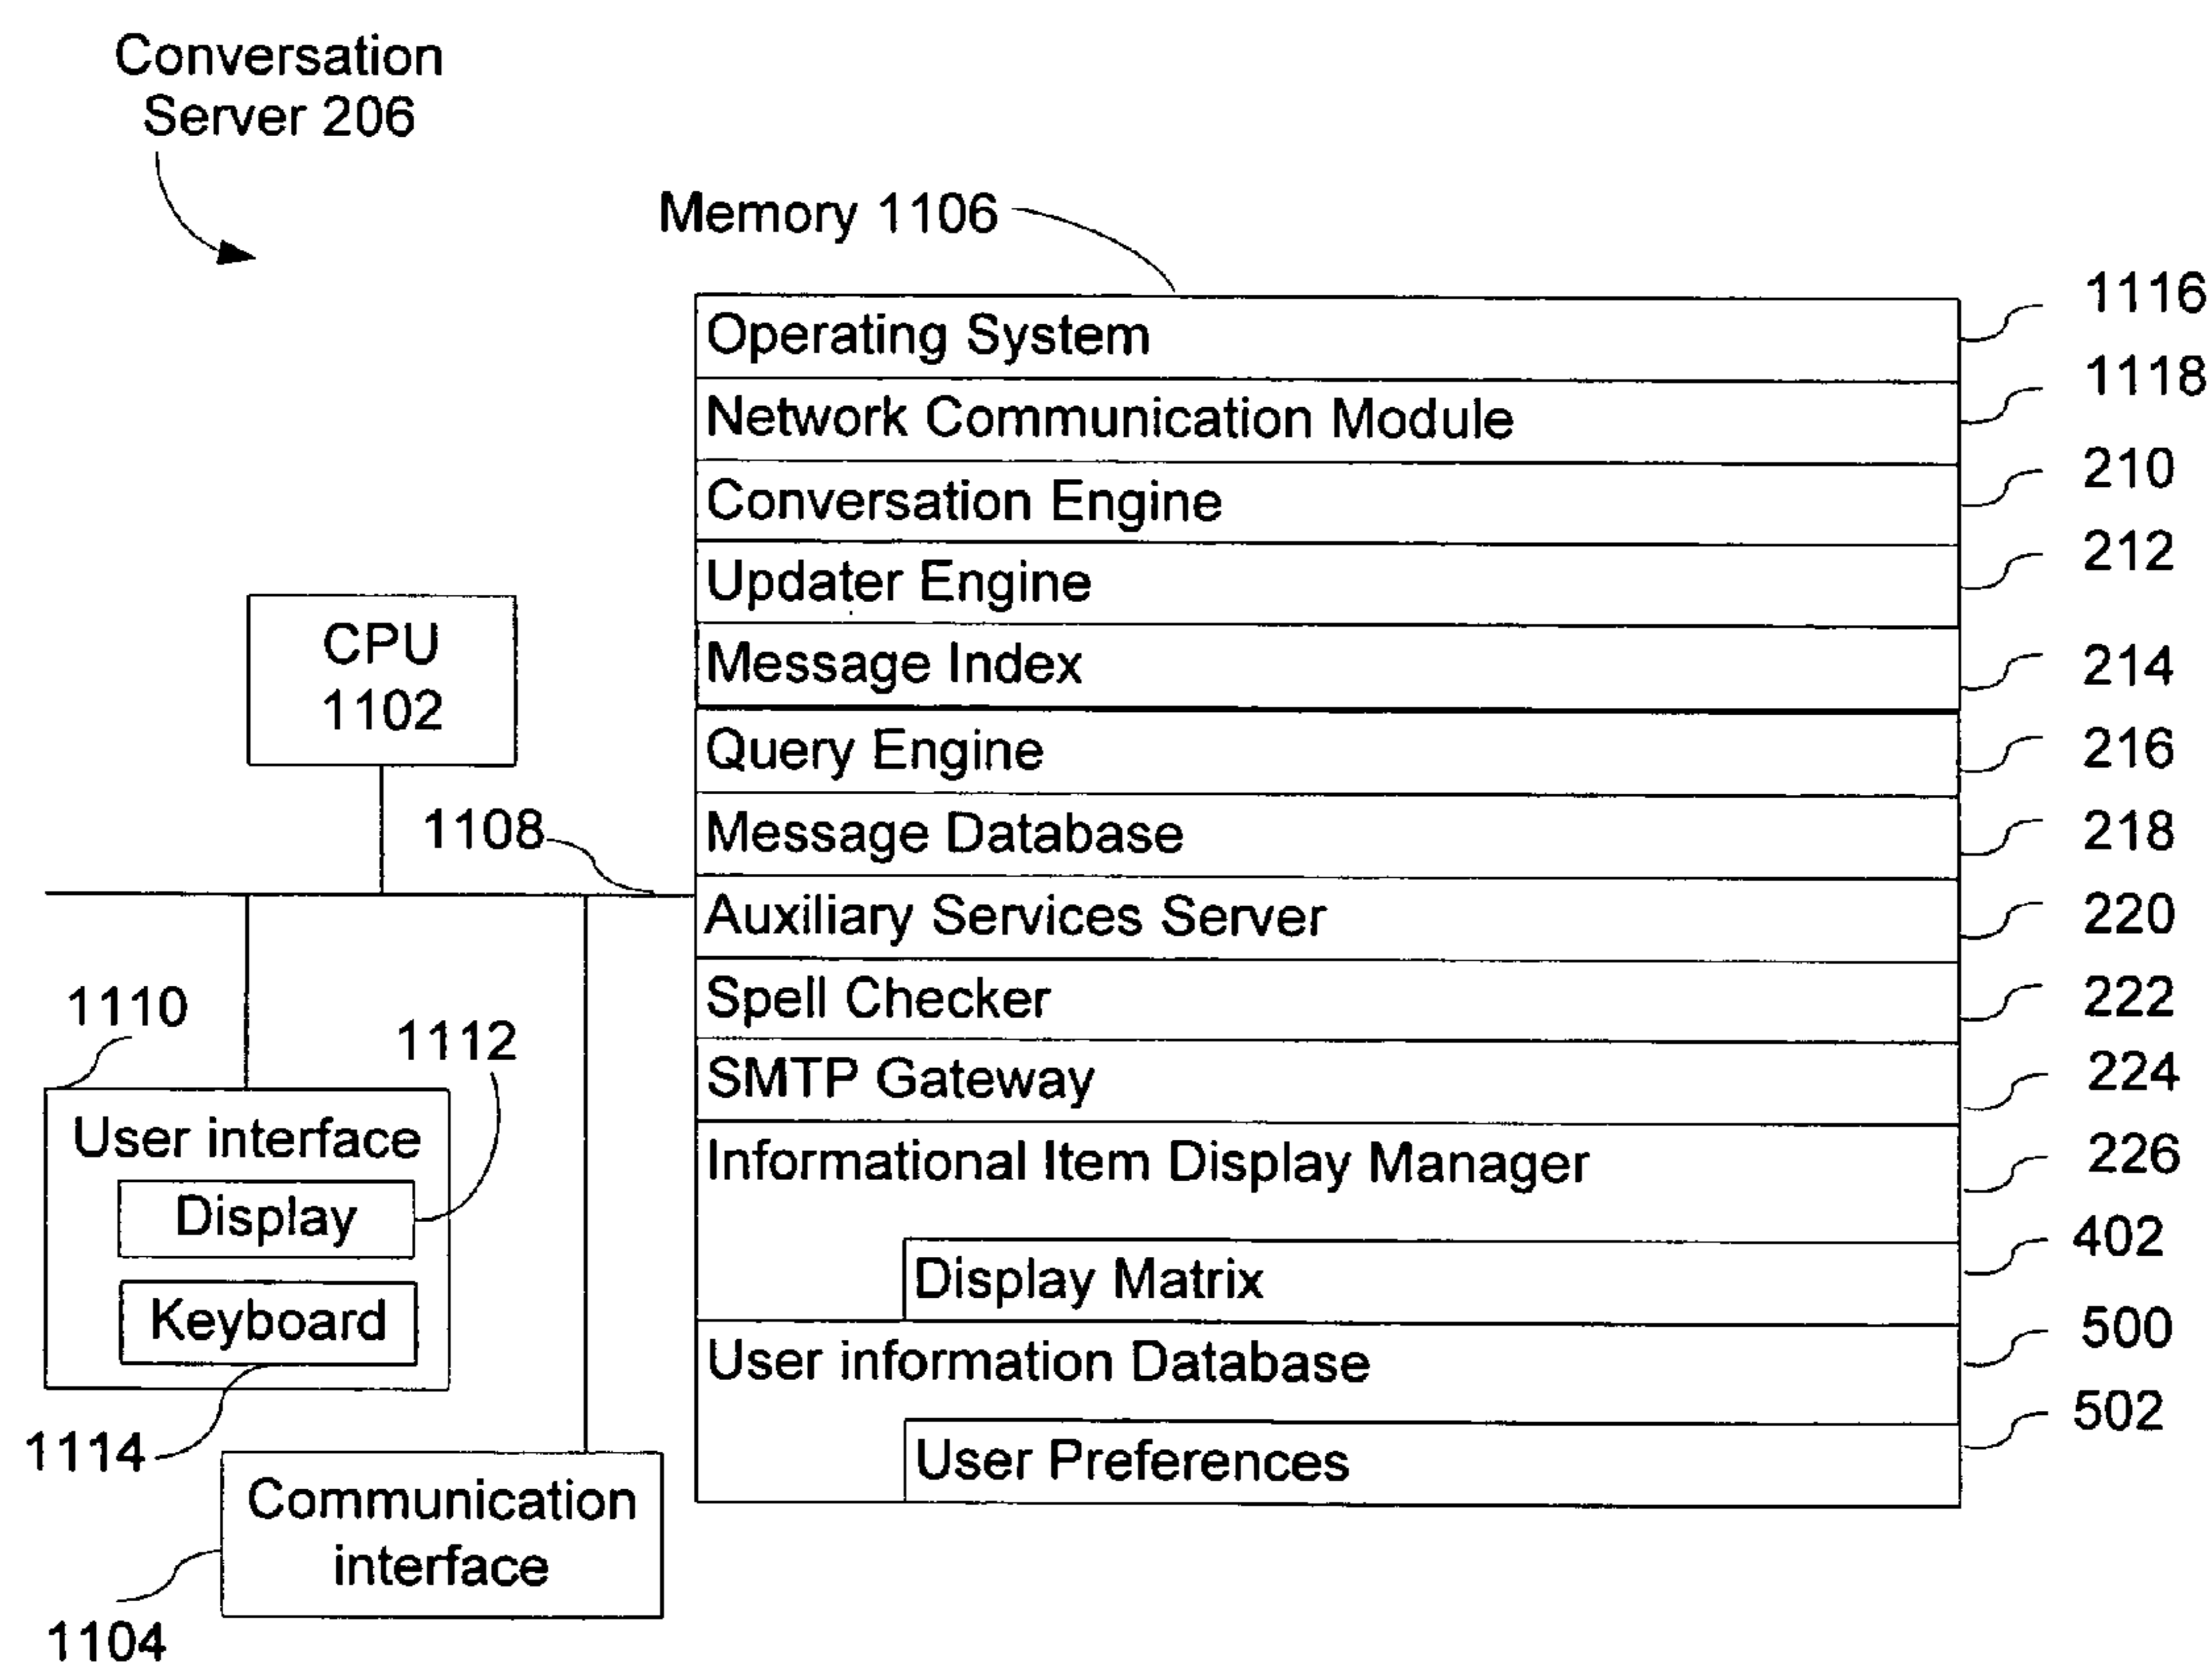 Conversation
Server 206
Memory 1106
Operating System
1116
Network Communication Module
1118
Conversation Engine
210
Updater Engine
212
Message Index
214
Query Engine
216
Message Database
218
Auxiliary Services Server
220
Spell Checker
222
SMTP Gateway
224
Informational Item Display Manager
226
Display Matrix
402
User information Database
500
User Preferences
502
CPU
1102
1108
1110
1112
User interface
Display
Keyboard
1114
Communication
interface
1104